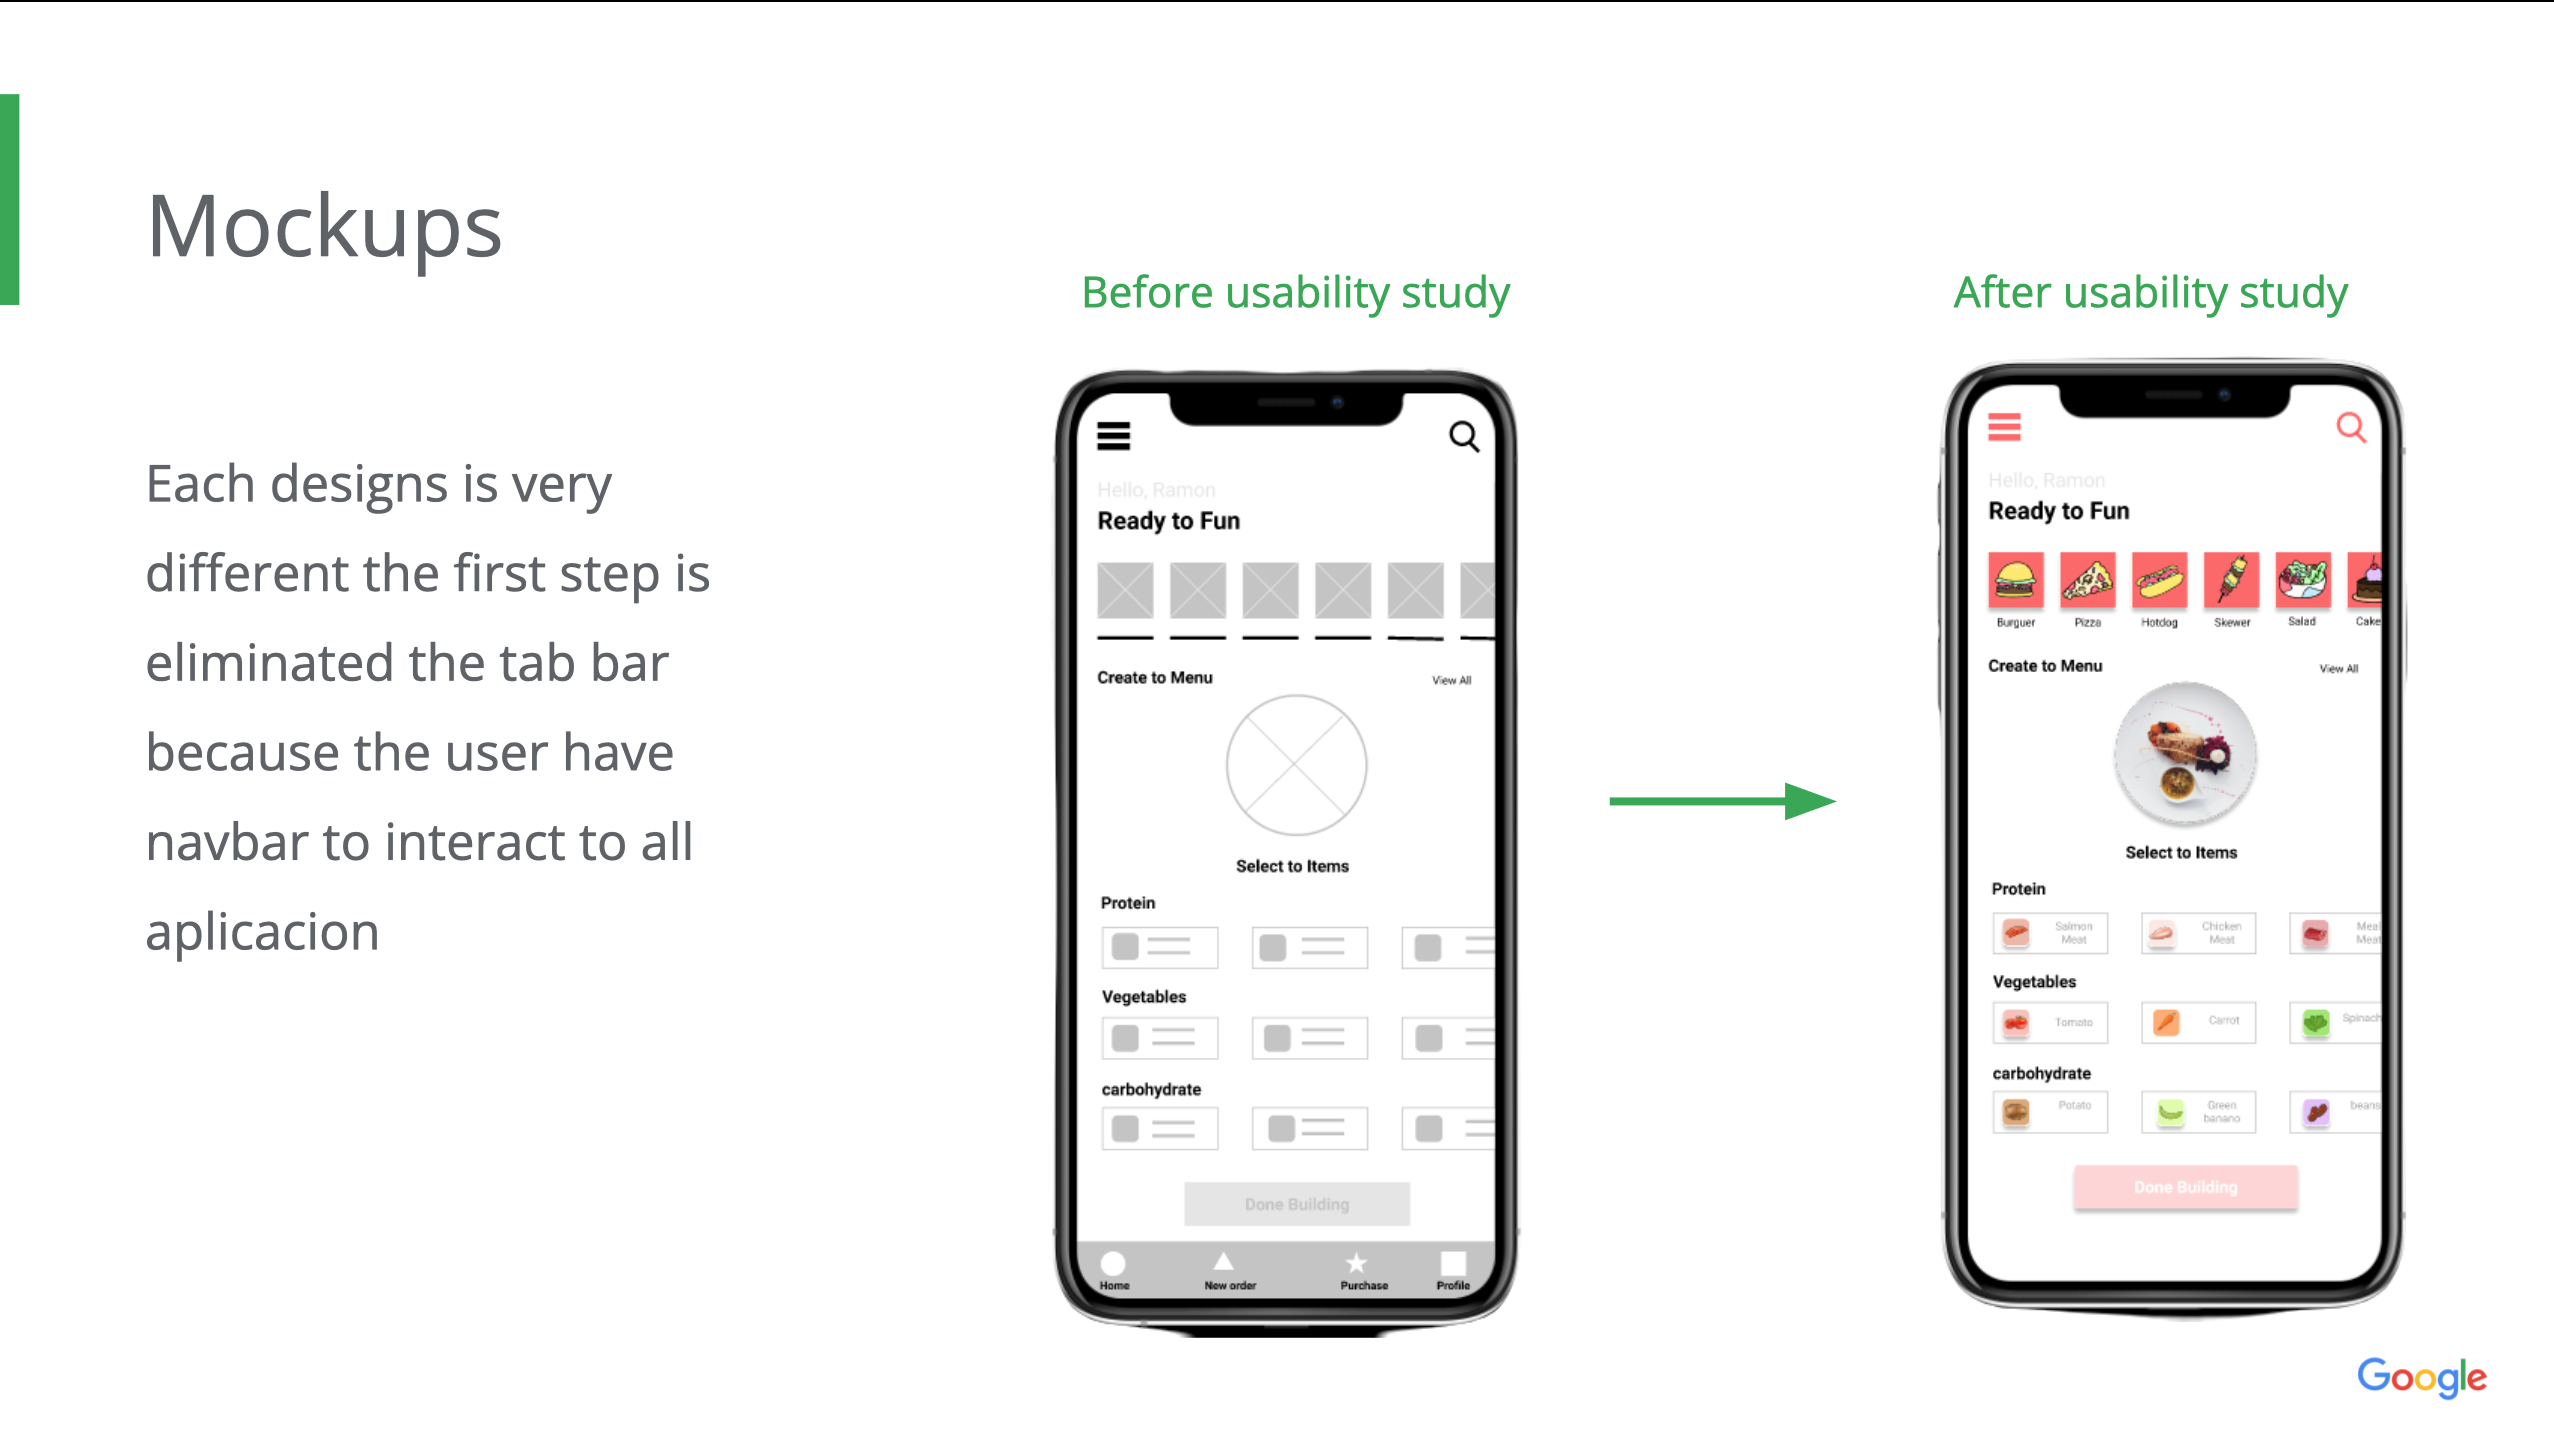 Mockups
Each designs is very
different the first step is
eliminated the tab bar
because the user have
navbar to interact to all
aplicacion
Before usability study
Hello, Ramon
Ready to Fun
Create to Menu
View All
Select to Items
Protein
Vegetables
carbohydrate
Done Building
Home
New order
Purchase
Profile
After usability study
Hello, Ramon
Ready to Fun
Burguer
Pizza
Hotdog
Skewer
Salad
Cake
Create to Menu
View All
Select to Items
Protein
Salmon
Meat
Chicken
Meat
Meal
Meat
Vegetables
Tomato
Carrot
Spinach
carbohydrate
Potato
Green
banano
beans
Done Building
Google